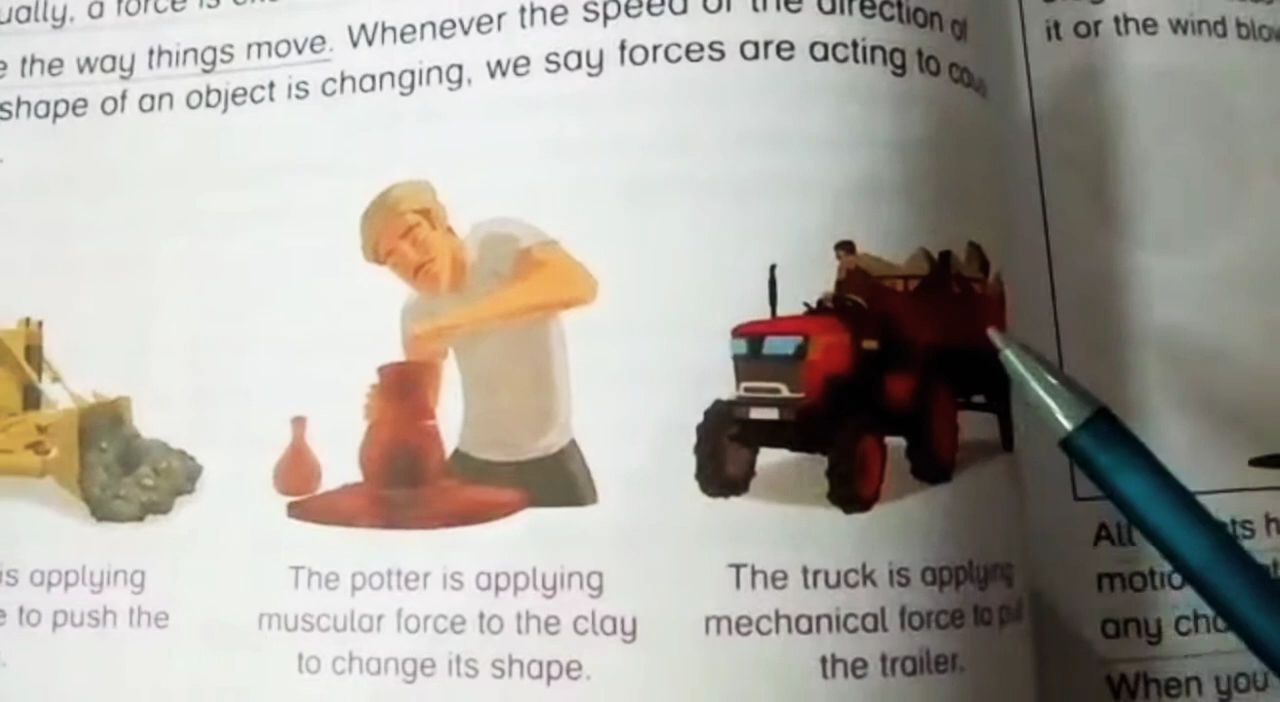 a force is
the way things move. Whenever the speed or the direction of
shape of an object is changing, we say forces are acting to
it or the wind
is applying
to push the
The potter is applying
muscular force to the clay
to change its shape.
The truck is applying
mechanical force to
the trailer.
All
any
When you